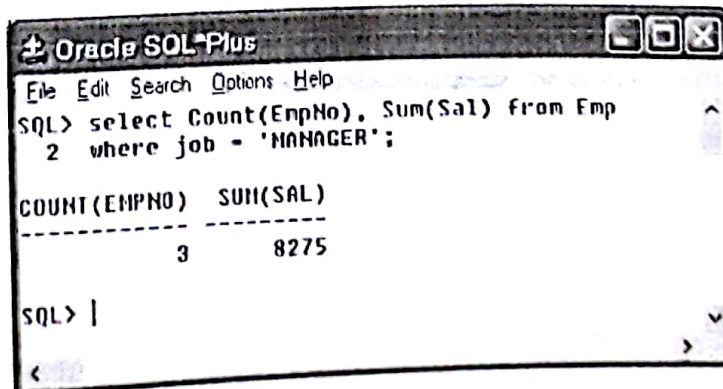 Oracle SQL*Plus
File Edit Search Options Help
SQL> select Count(EmpNo), Sum(Sal) from Emp
2 where job = 'MANAGER';
COUNT(EMPNO) SUM(SAL)
------------ ---------
3 8275
SQL>